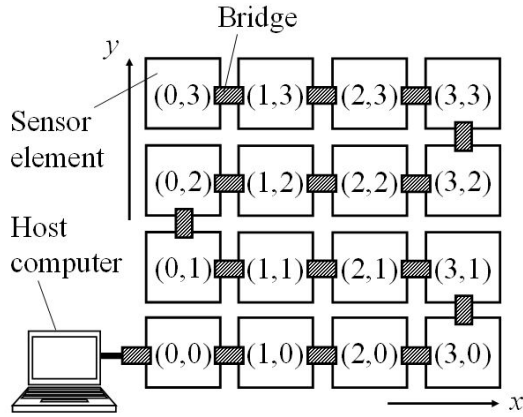 Bridge
y
(0,3) (1,3) (2,3) (3,3)
Sensor
element
(0,2) (1,2) (2,2) (3,2)
Host
computer
(0,1) (1,1) (2,1) (3,1)
(0,0) (1,0) (2,0) (3,0)
x